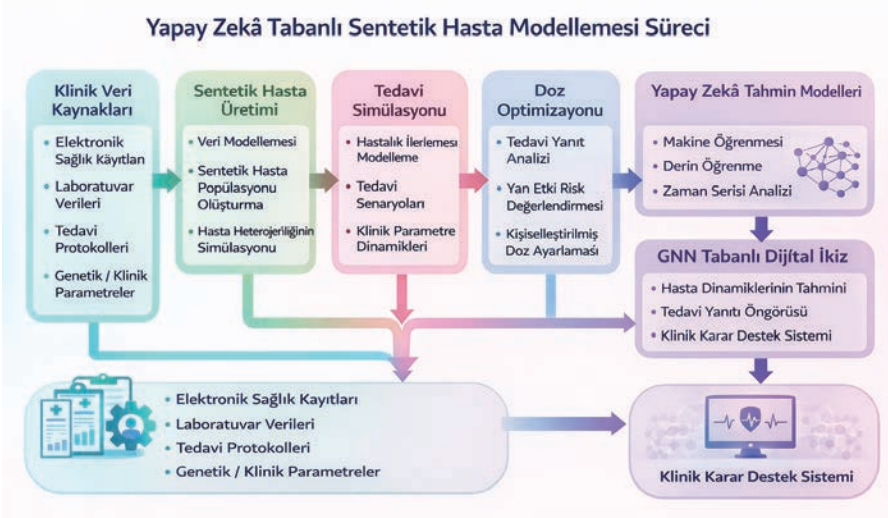 Yapay Zekâ Tabanlı Sentetik Hasta Modellemesi Süreci
Klinik Veri
Kaynakları
• Elektronik
Sağlık Käyıtlan
• Laboratuvar
Verileri
• Tedavi
Protokolleri
• Genetik / Klinik
Parametreler
Sentetik Hasta
Üretimi
• Veri Modellemesi
• Sentetik Hasta
Popülasyonu
Olüşturma
• Hasta Heterojeriliğinin
Simülasyonu
Tedavi
Simülasyonu
• Hastalık İlerlemesı
Modelleme
• Tedavi
Senaryoları
• Klinik Parametre
Dinamikleri
Doz
Optimizayonu
• Tedavi Yanıt
Analizi
• Yan Etki Risk
Değerlendirmesi
• Kişiselleştirilmiş
Doz Ayarlaması
Yapay Zekâ Tahmin Modelleri
• Makine Öğrenmesi
• Derin Öğrenme
• Zaman Serisi Analizi
GNN Tabanlı Dijital İkiz
• Hasta Dinamiklerinin Tahmini
• Tedavi Yanıtı Öngörüsü
• Klinik Karar Destek Sistemi
• Elektronik Sağlık Kayıtları
• Laboratuvar Verileri
• Tedavi Protokolleri
• Genetik / Klinik Parametreler
Klinik Karar Destek Sistemi